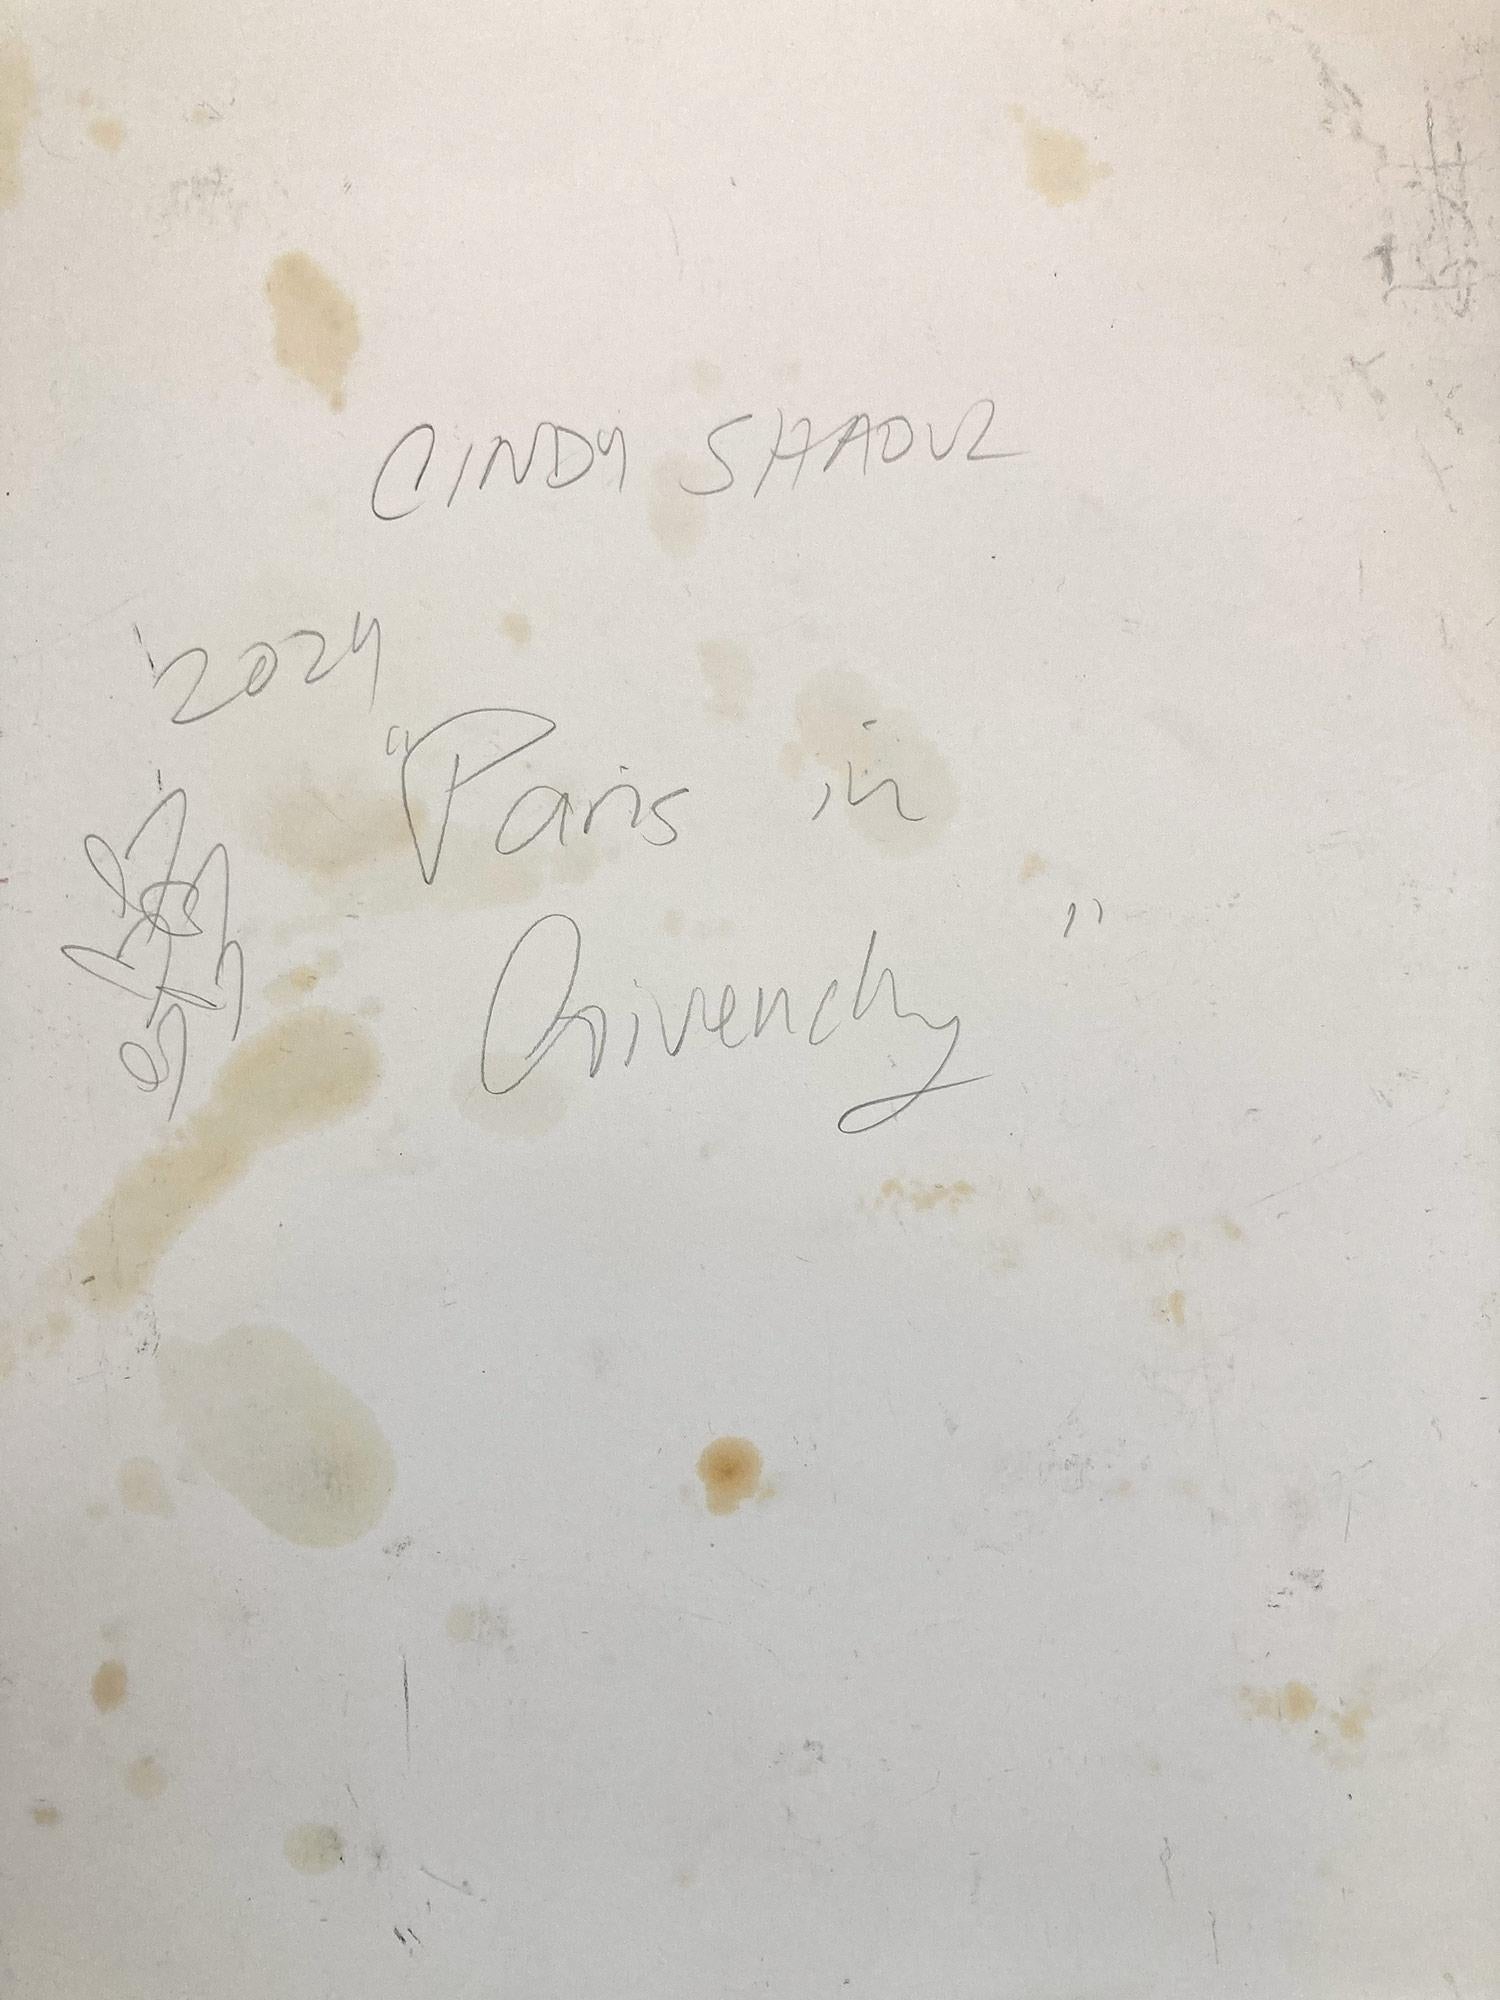 CINDY SHAOUL
2024
"Paris in
Givenchy"